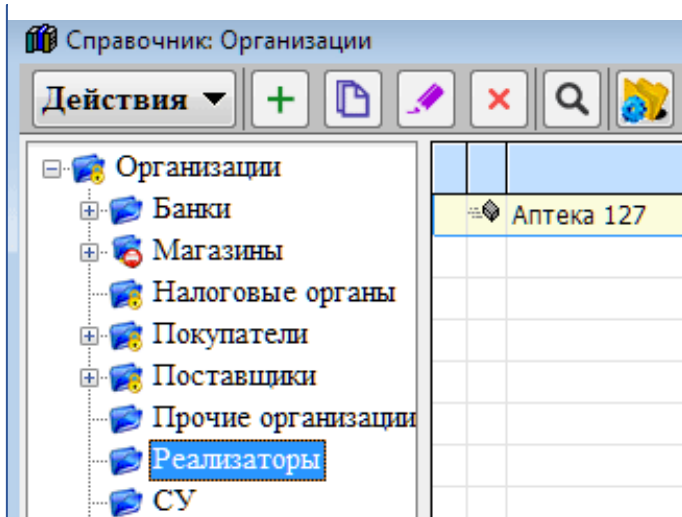 Справочник: Организации
Действия
Организации
Банки
Магазины
Налоговые органы
Покупатели
Поставщики
Прочие организации
Реализаторы
СУ
Аптека 127